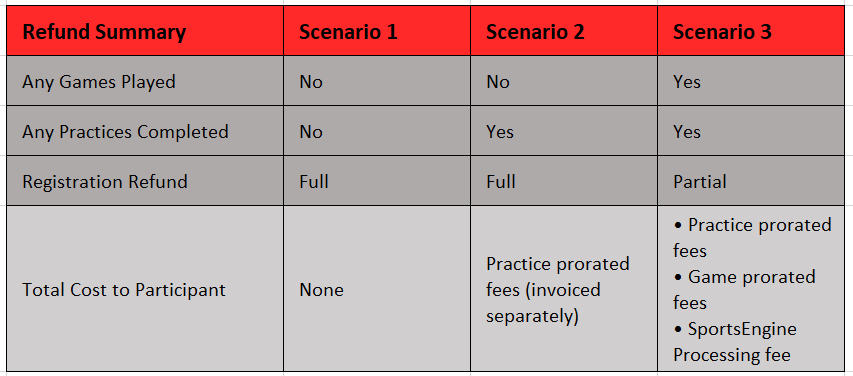 Refund Summary Scenario 1 Scenario 2 Scenario 3
Any Games Played No No Yes
Any Practices Completed No Yes Yes
Registration Refund Full Full Partial
Total Cost to Participant
None
Practice prorated
fees (invoiced
separately)
• Practice prorated
fees
• Game prorated
fees
• SportsEngine
Processing fee